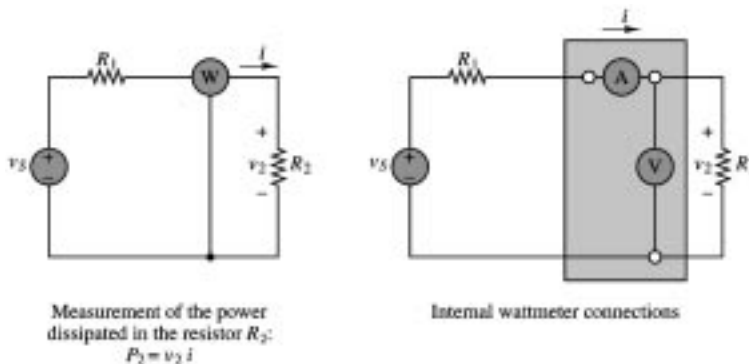 i
R₁
W
+
v₂
−
R₂
vS
+
−
Measurement of the power
dissipated in the resistor R₂:
P₂ = v₂ i
i
R₁
A
V
+
v₂
−
R
vS
+
−
Internal wattmeter connections